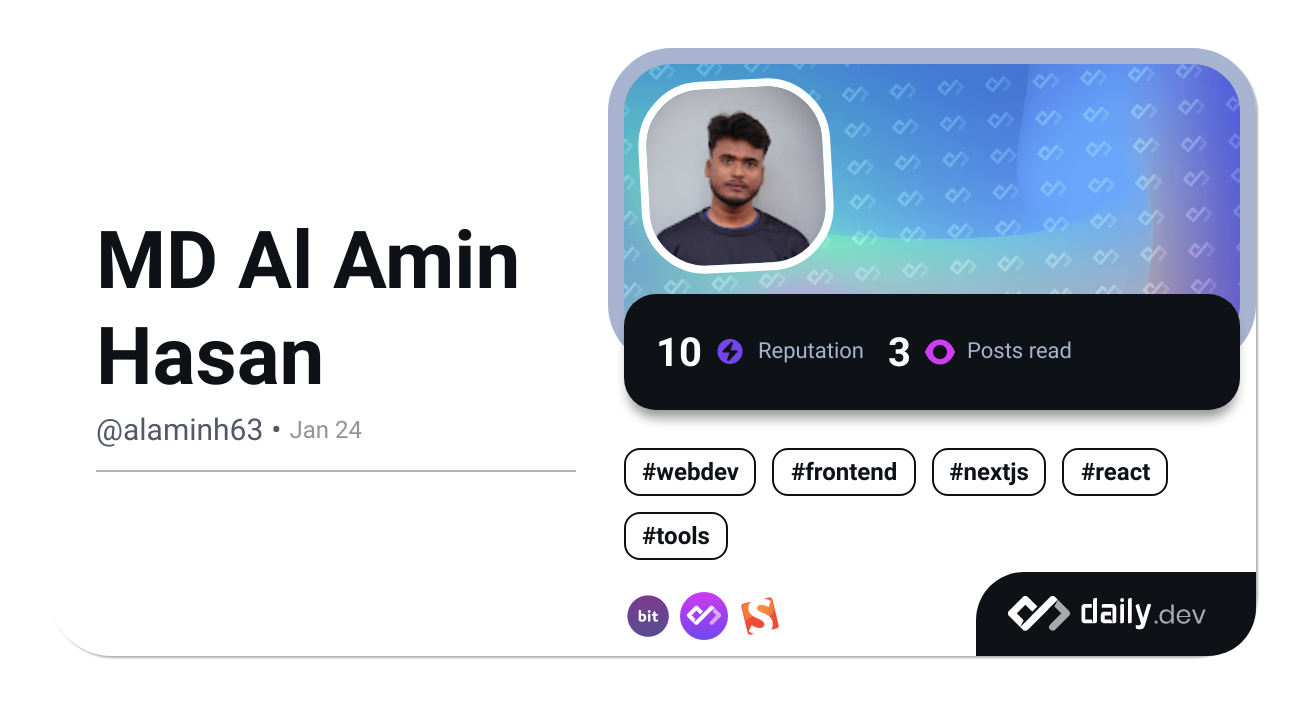 MD Al Amin
Hasan
@alaminh63 • Jan 24
10 Reputation 3 Posts read
#webdev #frontend #nextjs #react
#tools
bit
daily.dev